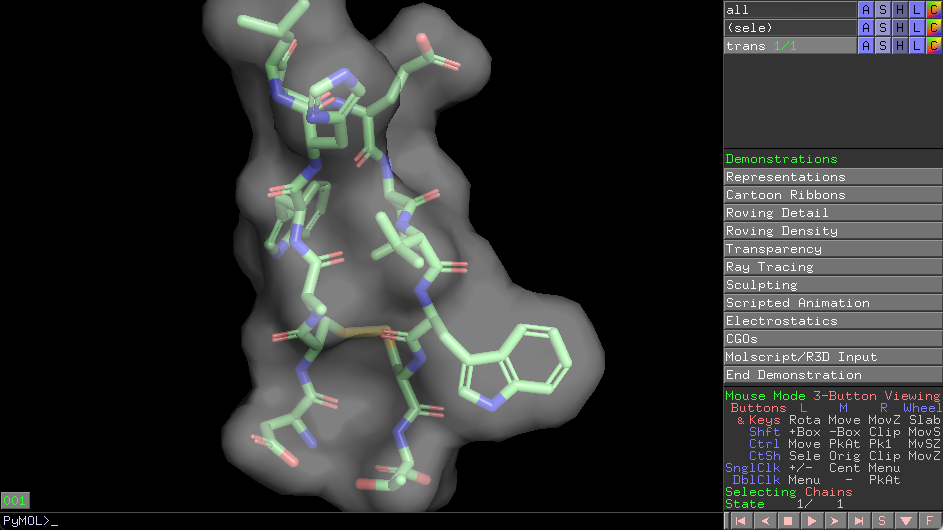 all A S H L C
(sele) A S H L C
trans 1/1 A S H L C
Demonstrations
Representations
Cartoon Ribbons
Roving Detail
Roving Density
Transparency
Ray Tracing
Sculpting
Scripted Animation
Electrostatics
CGOs
Molscript/R3D Input
End Demonstration
Mouse Mode 3-Button Viewing
Buttons L M R Wheel
& Keys Rota Move MovZ Slab
Shft +Box -Box Clip MovS
Ctrl Move PkAt Pk1 MvSZ
CtSh Sele Orig Clip MovZ
SnglClk +/- Cent Menu
DblClk Menu - PkAt
Selecting Chains
State 1/ 1
001
PyMOL>_
S F